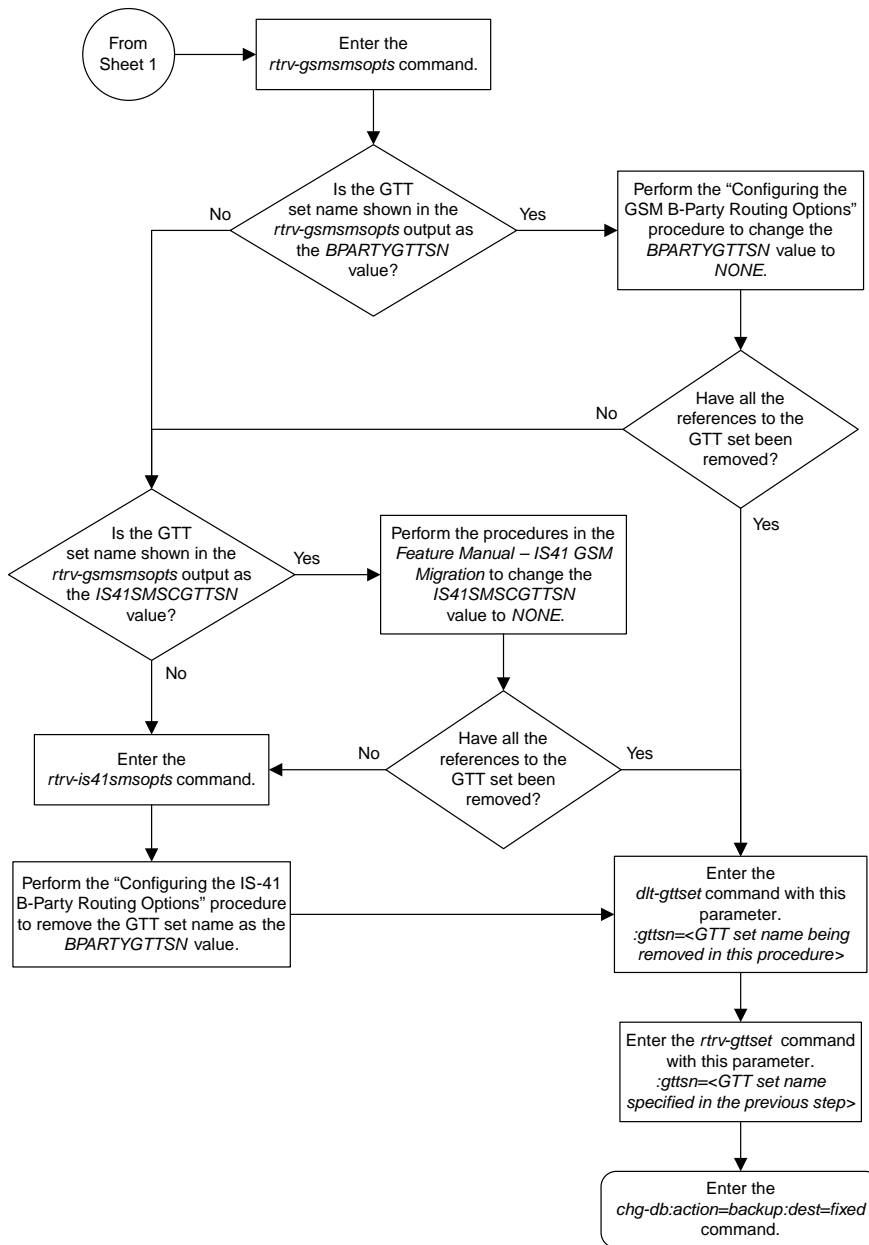 From
Sheet 1
Enter the
rtrv-gsmsmsopts command.
Is the GTT
set name shown in the
rtrv-gsmsmsopts output as
the BPARTYGTTSN
value?
No
Yes
Perform the “Configuring the
GSM B-Party Routing Options”
procedure to change the
BPARTYGTTSN value to
NONE.
Have all the
references to the
GTT set been
removed?
No
Yes
Is the GTT
set name shown in the
rtrv-gsmsmsopts output as
the IS41SMSCGTTSN
value?
Yes
No
Perform the procedures in the
Feature Manual – IS41 GSM
Migration to change the
IS41SMSCGTTSN
value to NONE.
Have all the
references to the
GTT set been
removed?
No
Yes
Enter the
rtrv-is41smsopts command.
Perform the “Configuring the IS-41
B-Party Routing Options” procedure
to remove the GTT set name as the
BPARTYGTTSN value.
Enter the
dlt-gttset command with this
parameter.
:gttsn=<GTT set name being
removed in this procedure>
Enter the rtrv-gttset command
with this parameter.
:gttsn=<GTT set name
specified in the previous step>
Enter the
chg-db:action=backup:dest=fixed
command.